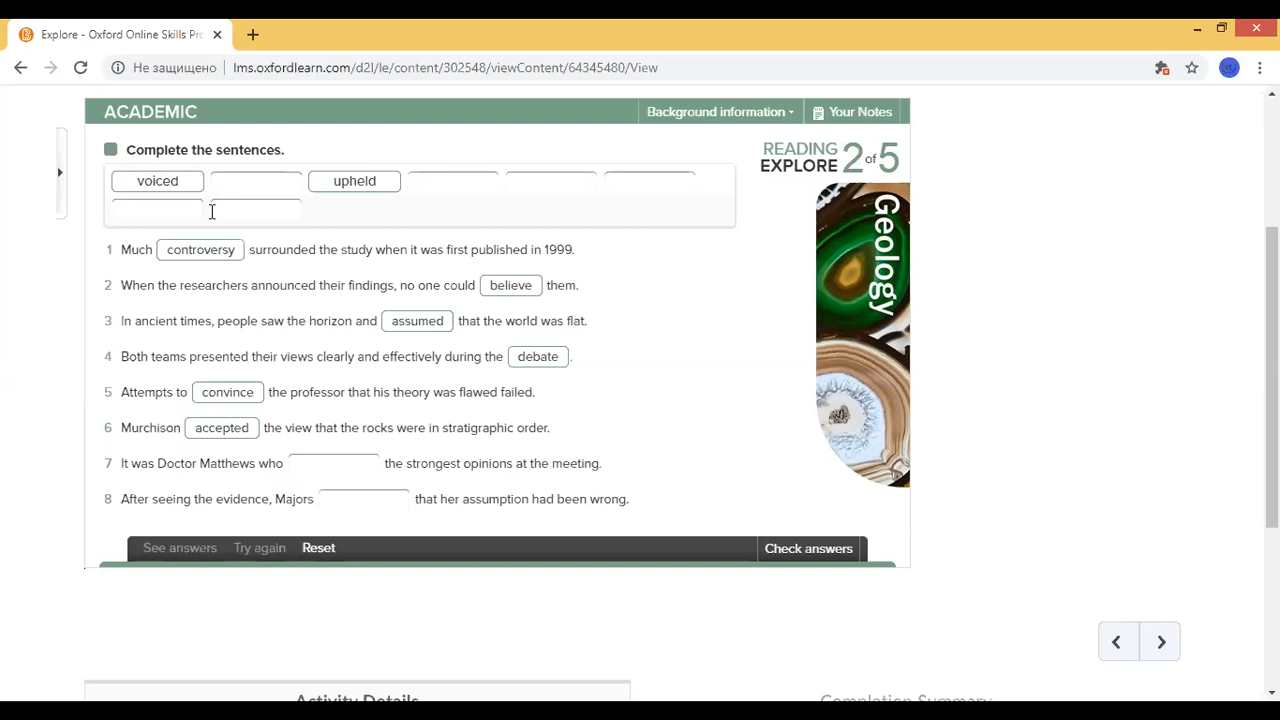 Explore - Oxford Online Skills Pro
Не защищено lms.oxfordlearn.com/d2l/le/content/302548/viewContent/64345480/View
ACADEMIC
Background information
Your Notes
Complete the sentences.
READING
EXPLORE 2 of 5
voiced upheld
Geology
1 Much controversy surrounded the study when it was first published in 1999.
2 When the researchers announced their findings, no one could believe them.
3 In ancient times, people saw the horizon and assumed that the world was flat.
4 Both teams presented their views clearly and effectively during the debate .
5 Attempts to convince the professor that his theory was flawed failed.
6 Murchison accepted the view that the rocks were in stratigraphic order.
7 It was Doctor Matthews who the strongest opinions at the meeting.
8 After seeing the evidence, Majors that her assumption had been wrong.
See answers Try again Reset Check answers
Activity Details Completion Summary